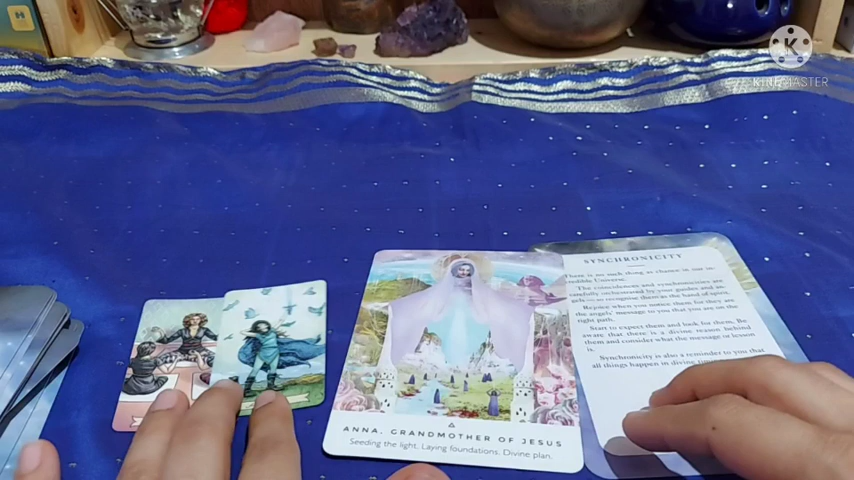 K
KINEMASTER
SYNCHRONICITY
There is no such thing as chance in our in-
credible Universe.
The coincidences and synchronicities are
carefully orchestrated by your guides and an-
gels to
recognise them as the hand of spirit.
Rejoice when you notice them for they are
the angels' message to you that you are on the
right path.
Start to expect them and look for them. Be
aware that there is a divine reason behind
them and consider what the message or lesson
is.
Synchronicity is also a reminder to you that
all things happen in divine
ANNA, GRANDMOTHER OF JESUS
Seeding the light. Laying foundations. Divine plan.